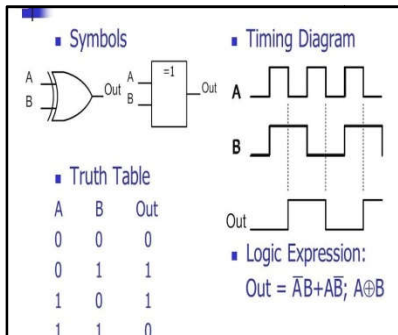 Symbols
A
B
Out
=1
A
B
Out
Truth Table
A B Out
0 0 0
0 1 1
1 0 1
1 1 0
Timing Diagram
A
B
Out
Logic Expression:
Out = A̅B+AB̅; A⊕B